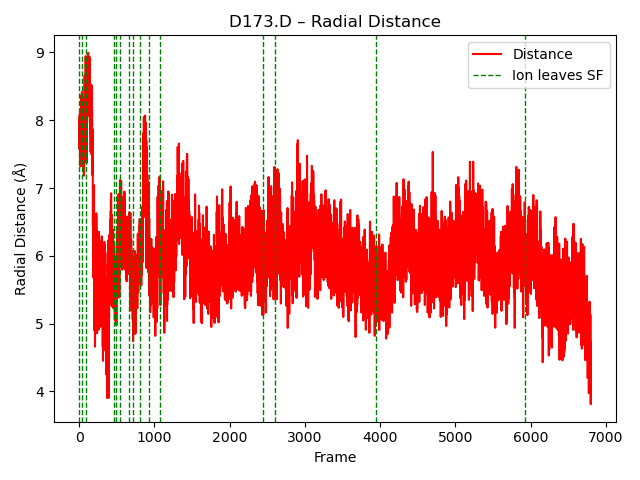 D173.D – Radial Distance
Distance
Ion leaves SF
Radial Distance (Å)
9
8
7
6
5
4
0
1000
2000
3000
4000
5000
6000
7000
Frame